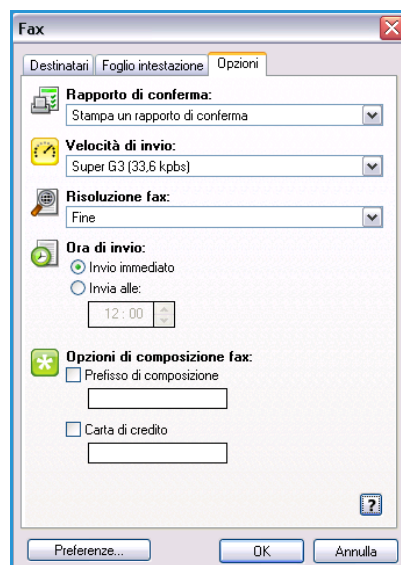 Fax
Destinatari Foglio intestazione Opzioni
Rapporto di conferma:
Stampa un rapporto di conferma
Velocità di invio:
Super G3 (33,6 kpbs)
Risoluzione fax:
Fine
Ora di invio:
Invio immediato
Invia alle:
12 : 00
Opzioni di composizione fax:
Prefisso di composizione
Carta di credito
?
Preferenze... OK Annulla